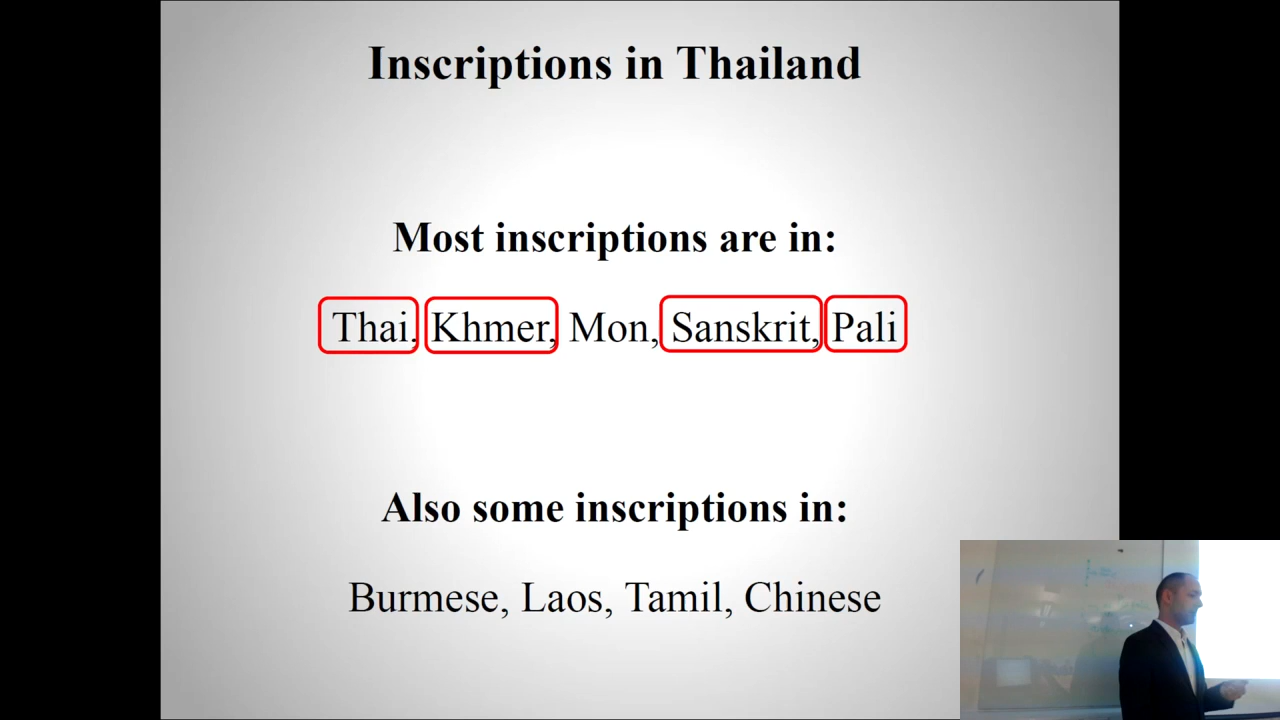 Inscriptions in Thailand
Most inscriptions are in:
Thai, Khmer, Mon, Sanskrit, Pali
Also some inscriptions in:
Burmese, Laos, Tamil, Chinese